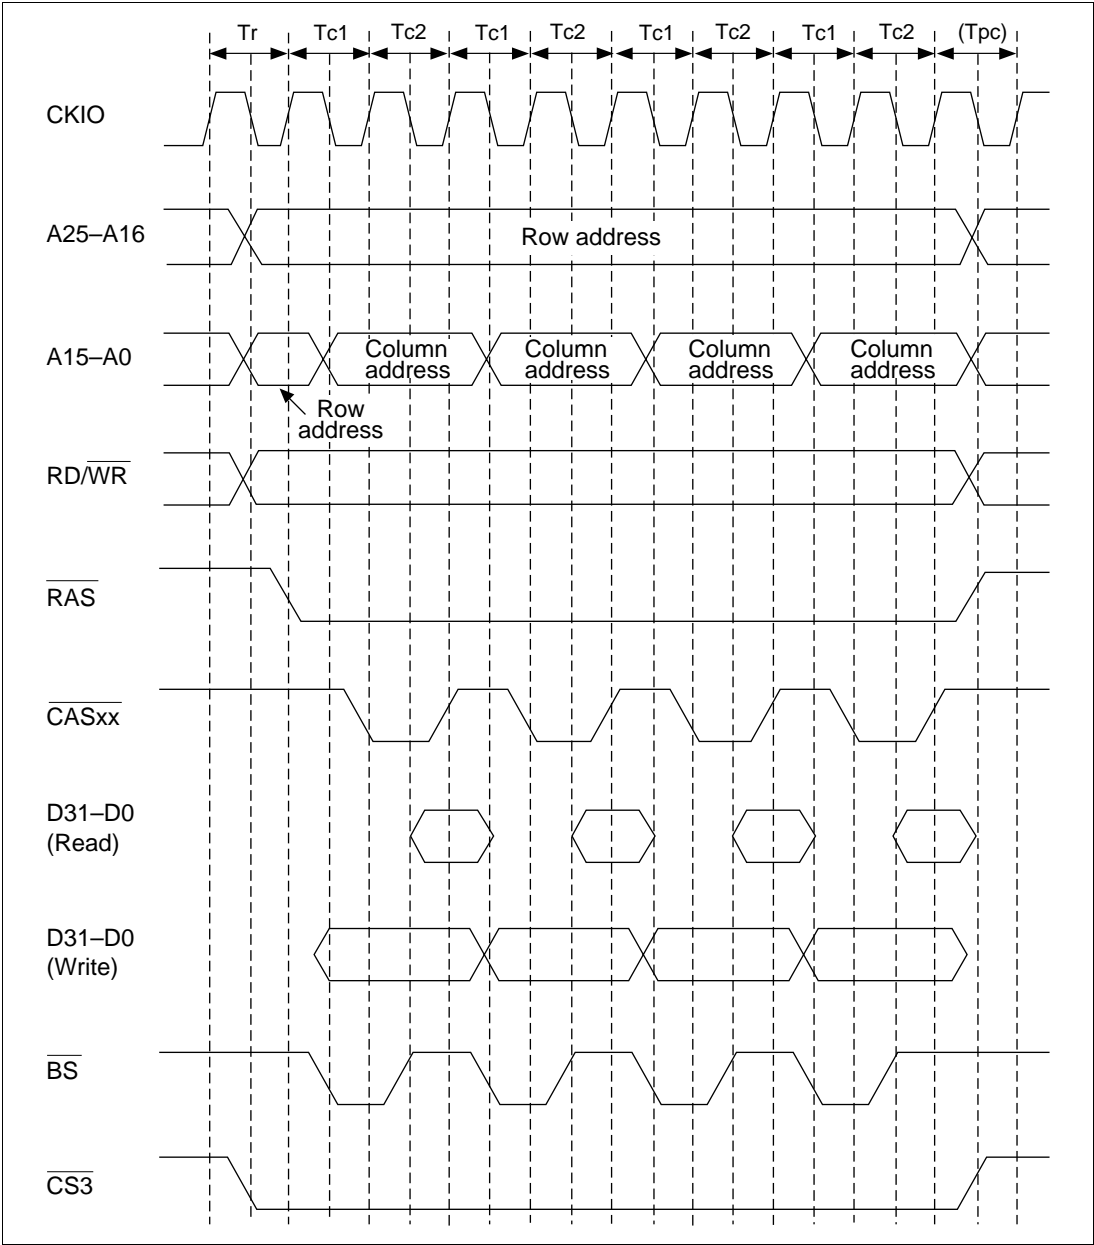 Tr Tc1 Tc2 Tc1 Tc2 Tc1 Tc2 Tc1 Tc2 (Tpc)
CKIO
A25–A16
Row address
A15–A0
Column
address
Column
address
Column
address
Column
address
Row
address
RD/WR
RAS
CASxx
D31–D0
(Read)
D31–D0
(Write)
BS
CS3